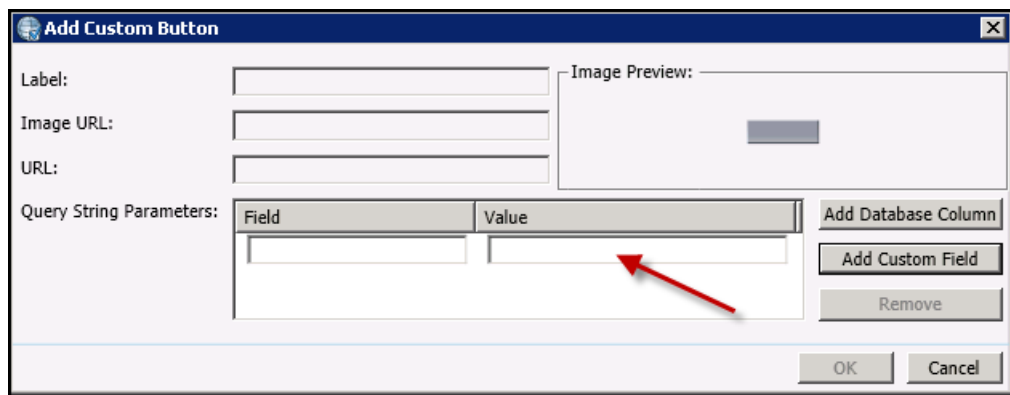 Add Custom Button
Label:
Image Preview:
Image URL:
URL:
Query String Parameters:
Field Value
Add Database Column
Add Custom Field
Remove
OK Cancel